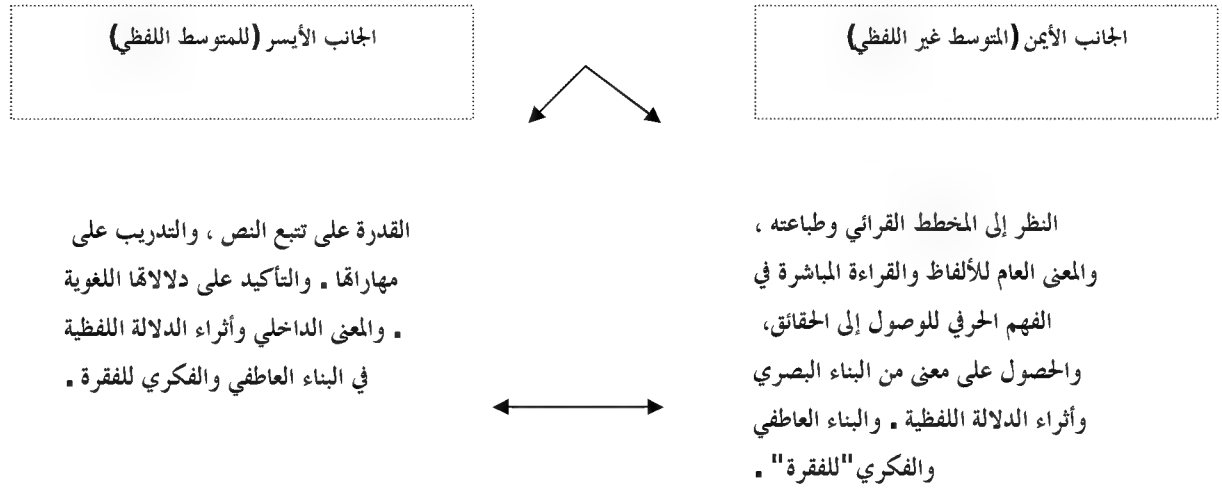 الجانب الأيمن (المتوسط غير اللفظي)
الجانب الأيسر (للمتوسط اللفظي)
النظر إلى المخطط القرائي وطباعته ،
والمعنى العام للألفاظ والقراءة المباشرة في
الفهم الحرفي للوصول إلى الحقائق،
والحصول على معنى من البناء البصري
وأثراء الدلالة اللفظية . والبناء العاطفي
والفكري "للفقرة" .
القدرة على تتبع النص ، والتدريب على
مهاراتها . والتأكيد على دلالاتها اللغوية
. والمعنى الداخلي وأثراء الدلالة اللفظية
في البناء العاطفي والفكري للفقرة .